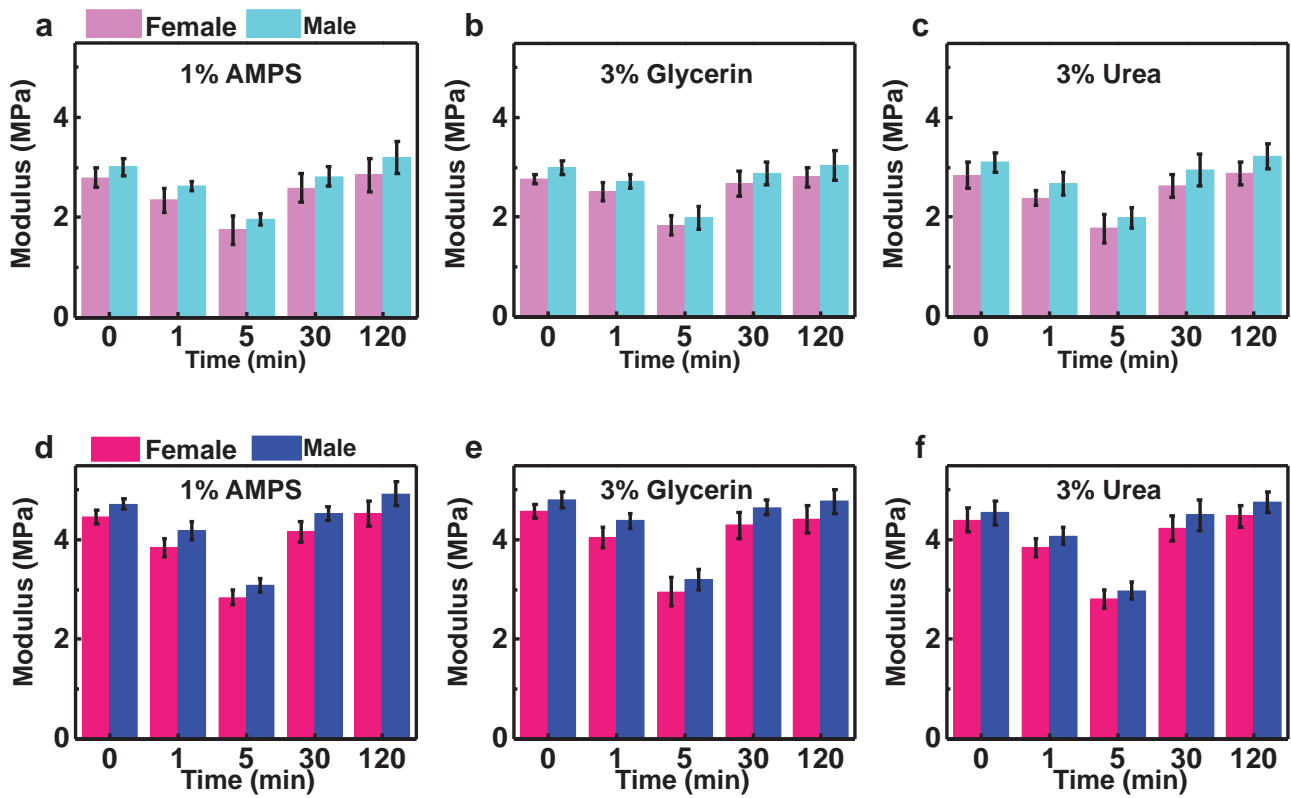 a Female Male
1% AMPS
Modulus (MPa)
4
2
0
0 1 5 30 120
Time (min)
b
3% Glycerin
Modulus (MPa)
4
2
0
0 1 5 30 120
Time (min)
c
3% Urea
Modulus (MPa)
4
2
0
0 1 5 30 120
Time (min)
d Female Male
1% AMPS
Modulus (MPa)
4
2
0
0 1 5 30 120
Time (min)
e
3% Glycerin
Modulus (MPa)
4
2
0
0 1 5 30 120
Time (min)
f
3% Urea
Modulus (MPa)
4
2
0
0 1 5 30 120
Time (min)